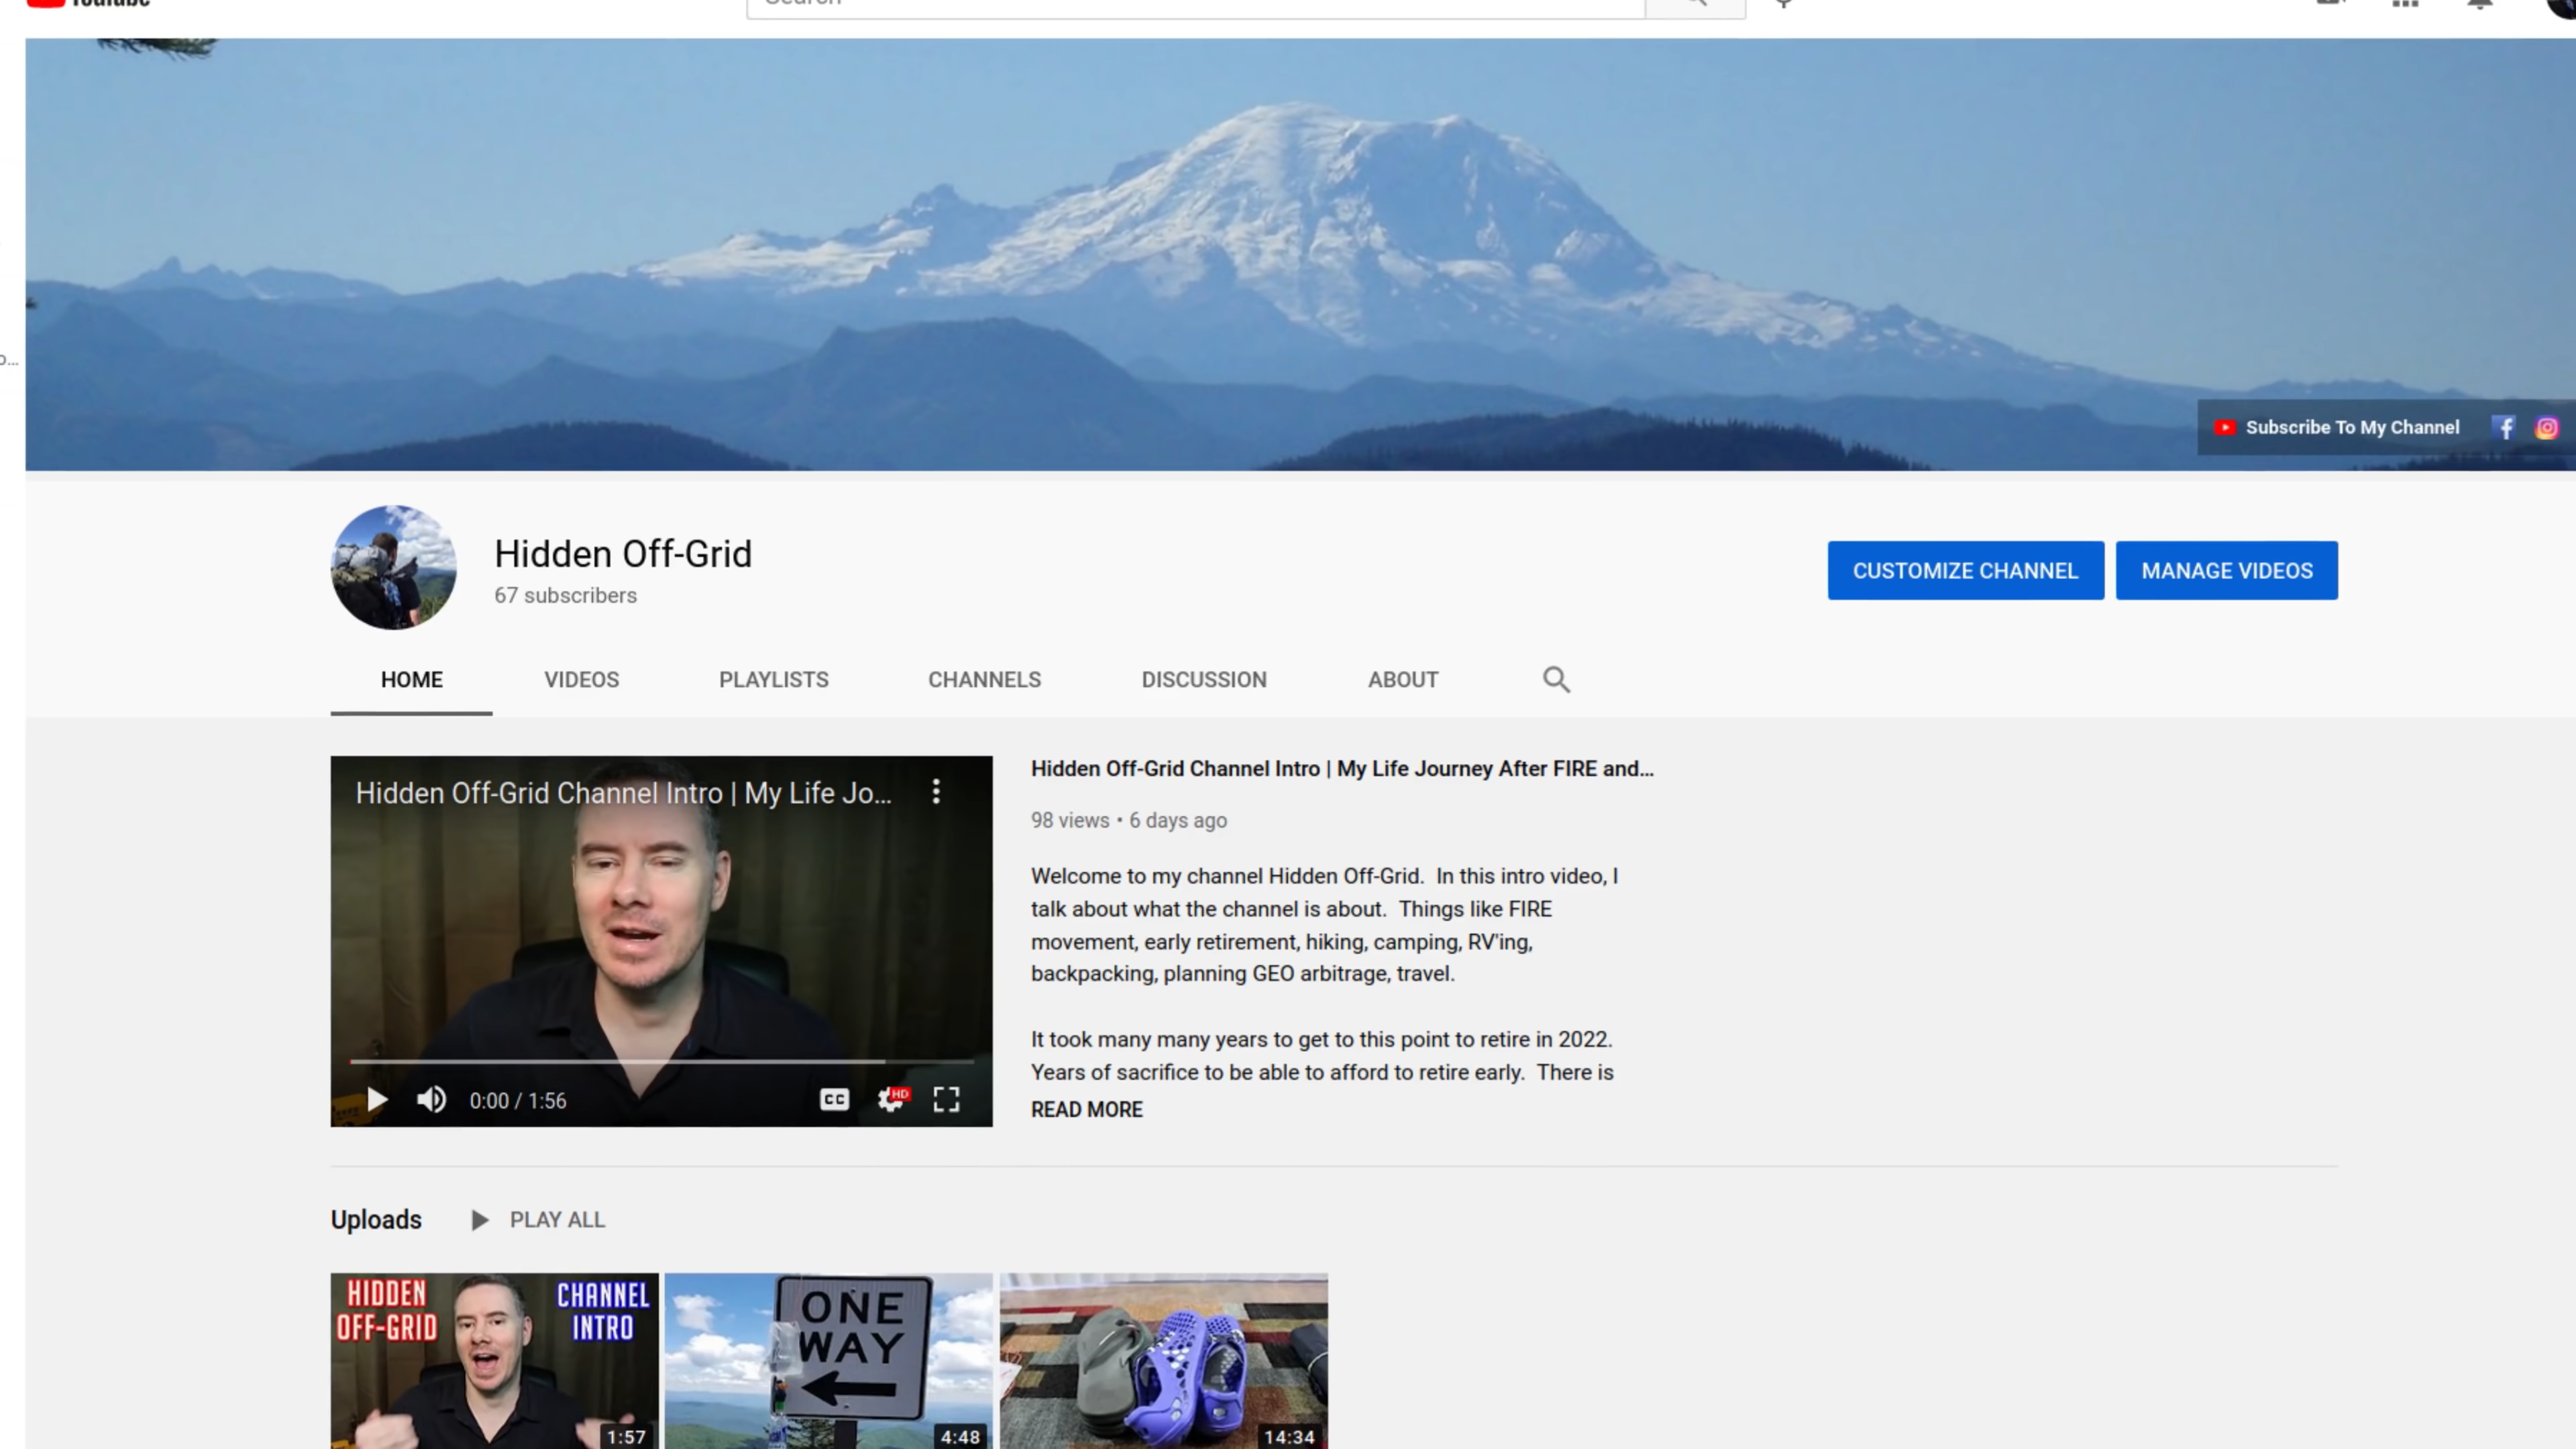 YouTube
Search
o...
Subscribe To My Channel
Hidden Off-Grid
67 subscribers
CUSTOMIZE CHANNEL
MANAGE VIDEOS
HOME
VIDEOS
PLAYLISTS
CHANNELS
DISCUSSION
ABOUT
Hidden Off-Grid Channel Intro | My Life Jo...
0:00 / 1:56
CC
HD
Hidden Off-Grid Channel Intro | My Life Journey After FIRE and...
98 views • 6 days ago
Welcome to my channel Hidden Off-Grid.  In this intro video, I
talk about what the channel is about.  Things like FIRE
movement, early retirement, hiking, camping, RV'ing,
backpacking, planning GEO arbitrage, travel.
It took many many years to get to this point to retire in 2022.
Years of sacrifice to be able to afford to retire early.  There is
READ MORE
Uploads
PLAY ALL
HIDDEN
OFF-GRID
CHANNEL
INTRO
1:57
ONE
WAY
4:48
14:34